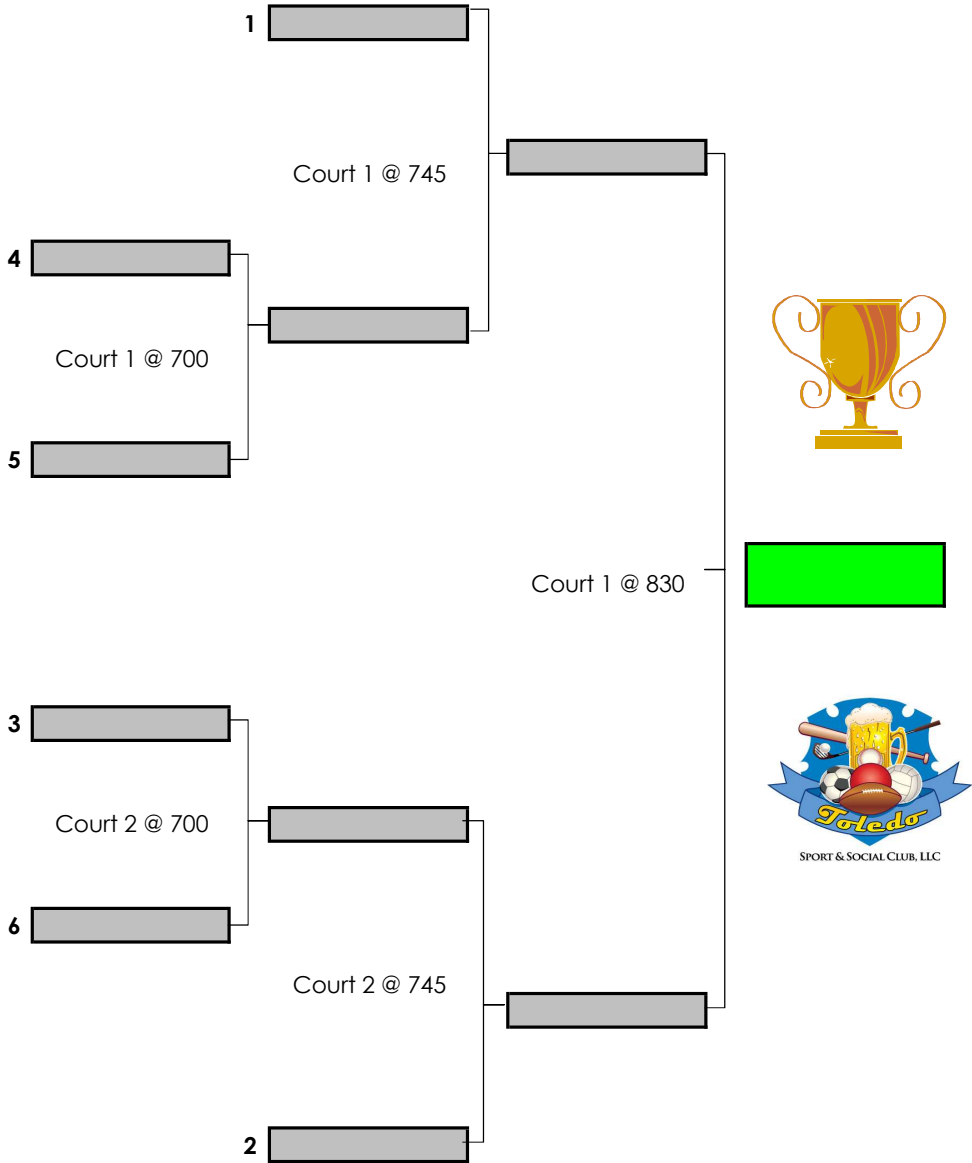 1
Court 1 @ 745
4
Court 1 @ 700
5
Court 1 @ 830
3
Court 2 @ 700
Toledo
SPORT & SOCIAL CLUB, LLC
6
Court 2 @ 745
2